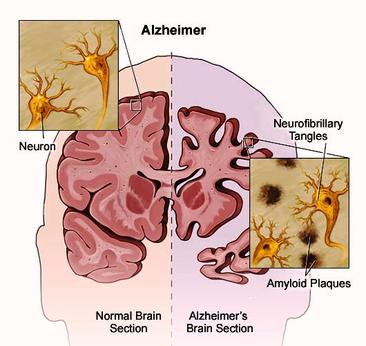 Alzheimer
Neuron
Neurofibrillary
Tangles
Amyloid Plaques
Normal Brain
Section
Alzheimer's
Brain Section